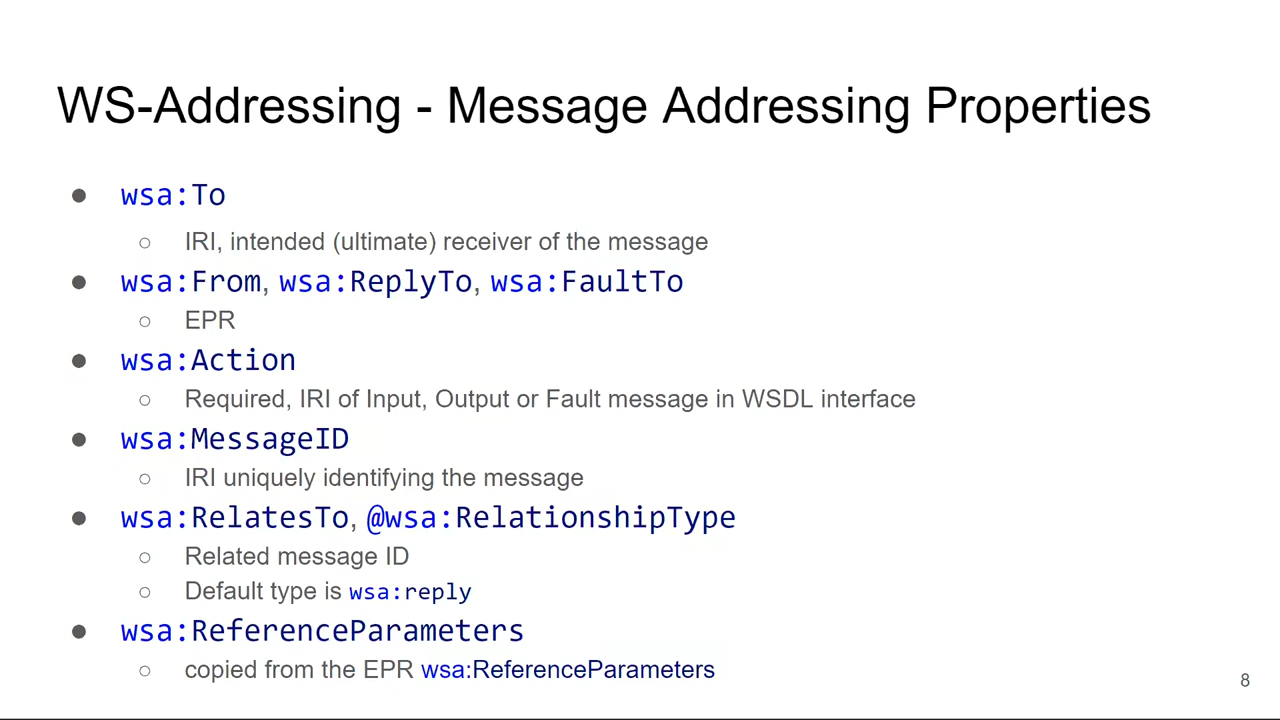 WS-Addressing - Message Addressing Properties
● wsa:To
○ IRI, intended (ultimate) receiver of the message
● wsa:From, wsa:ReplyTo, wsa:FaultTo
○ EPR
● wsa:Action
○ Required, IRI of Input, Output or Fault message in WSDL interface
● wsa:MessageID
○ IRI uniquely identifying the message
● wsa:RelatesTo, @wsa:RelationshipType
○ Related message ID
○ Default type is wsa:reply
● wsa:ReferenceParameters
○ copied from the EPR wsa:ReferenceParameters
8